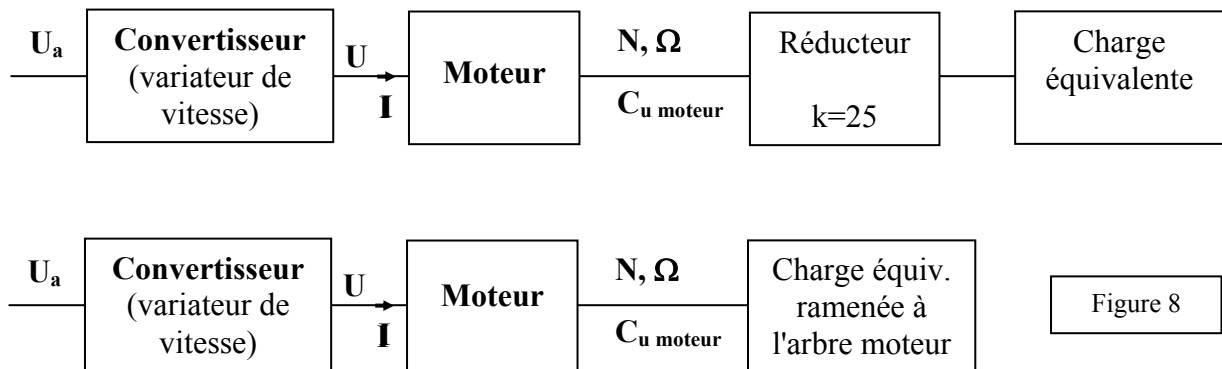 Uₐ
Convertisseur
(variateur de
vitesse)
U
I
Moteur
N, Ω
Cᵤ moteur
Réducteur
k=25
Charge
équivalente
Uₐ
Convertisseur
(variateur de
vitesse)
U
I
Moteur
N, Ω
Cᵤ moteur
Charge équiv.
ramenée à
l'arbre moteur
Figure 8